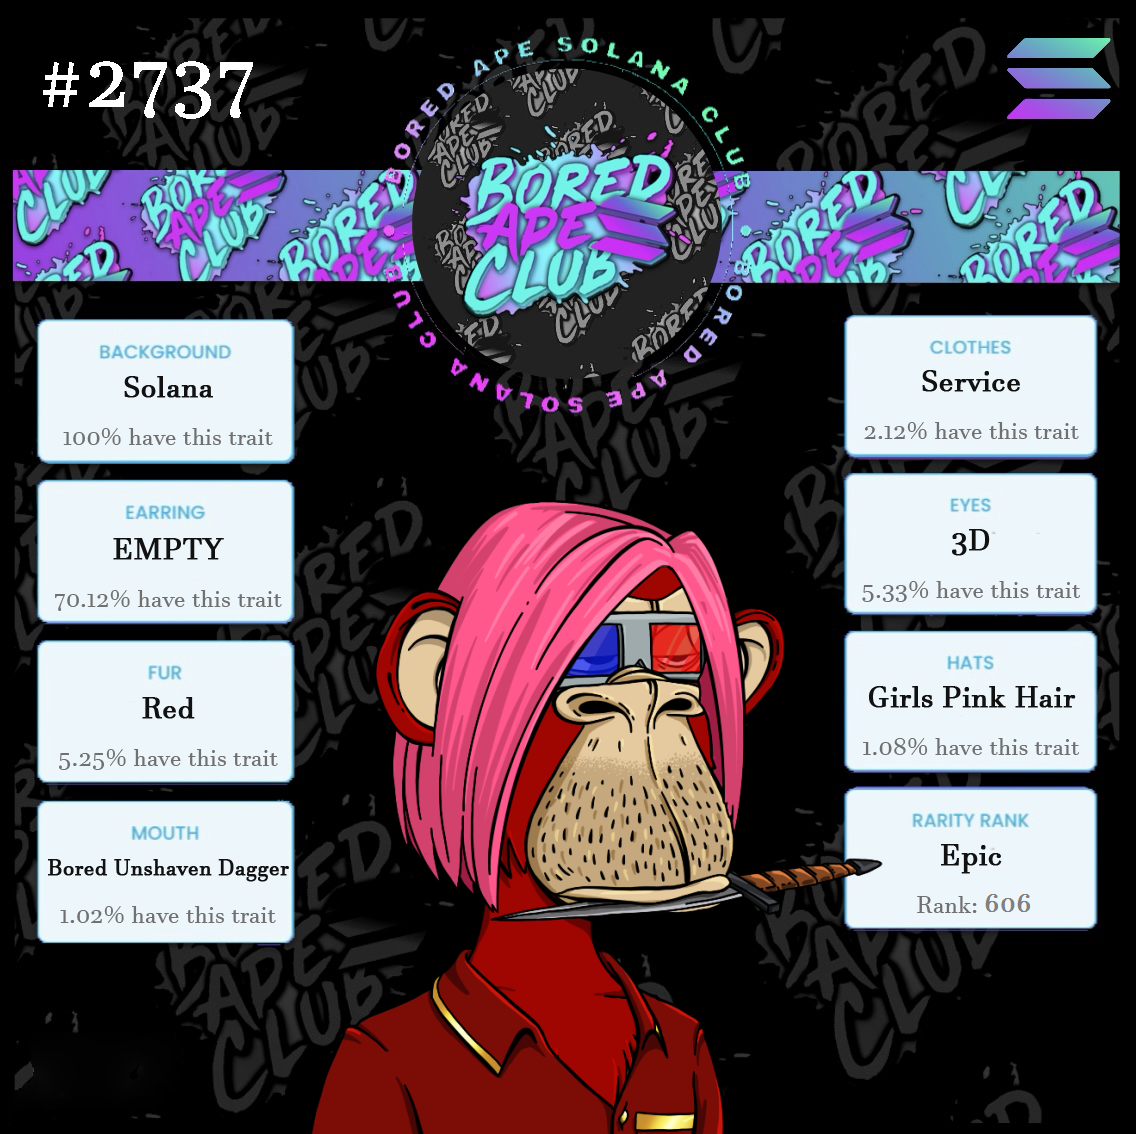 #2737
BORED APE SOLANA CLUB
BORED APE SOLANA CLUB
BORED
APE
CLUB
BACKGROUND
Solana
100% have this trait
EARRING
EMPTY
70.12% have this trait
FUR
Red
5.25% have this trait
MOUTH
Bored Unshaven Dagger
1.02% have this trait
CLOTHES
Service
2.12% have this trait
EYES
3D
5.33% have this trait
HATS
Girls Pink Hair
1.08% have this trait
RARITY RANK
Epic
Rank: 606